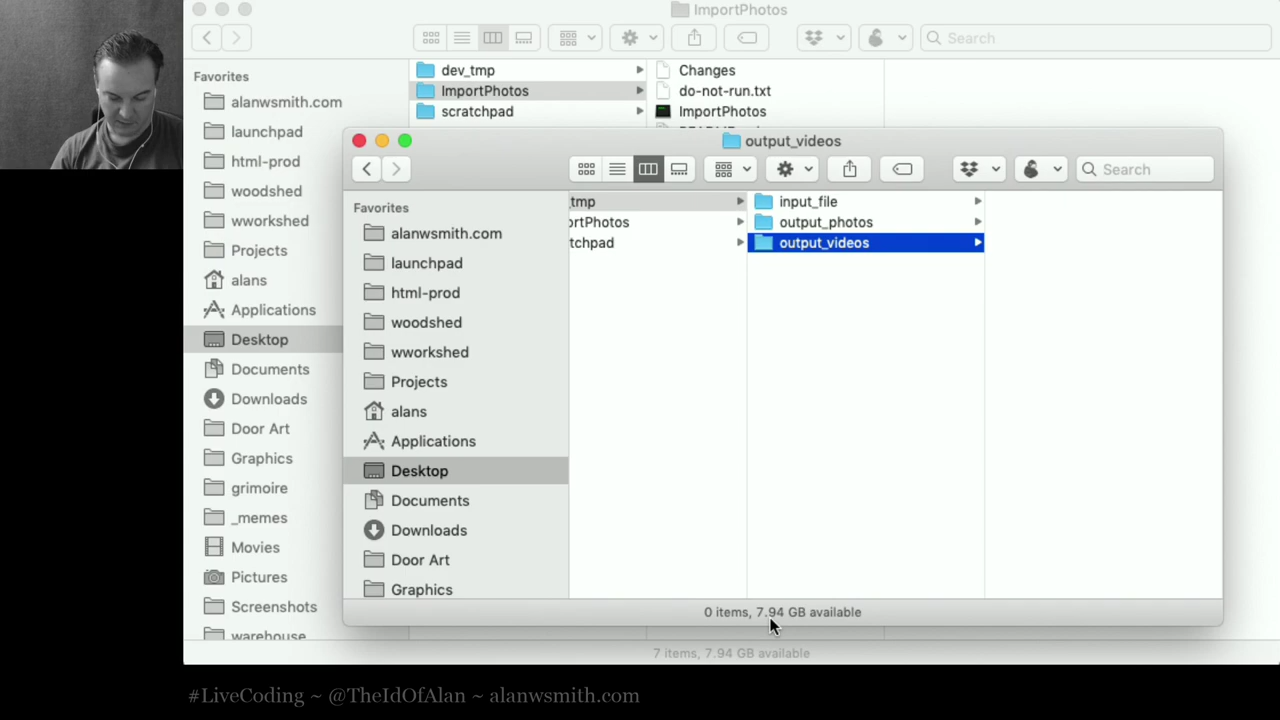 ImportPhotos
Search
Favorites
alanwsmith.com
launchpad
html-prod
woodshed
wworkshed
Projects
alans
Applications
Desktop
Documents
Downloads
Door Art
Graphics
grimoire
_memes
Movies
Pictures
Screenshots
warehouse
dev_tmp
ImportPhotos
scratchpad
Changes
do-not-run.txt
ImportPhotos
output_videos
Search
Favorites
alanwsmith.com
launchpad
html-prod
woodshed
wworkshed
Projects
alans
Applications
Desktop
Documents
Downloads
Door Art
Graphics
_tmp
ortPhotos
tchpad
input_file
output_photos
output_videos
0 items, 7.94 GB available
7 items, 7.94 GB available
#LiveCoding ~ @TheIdOfAlan ~ alanwsmith.com